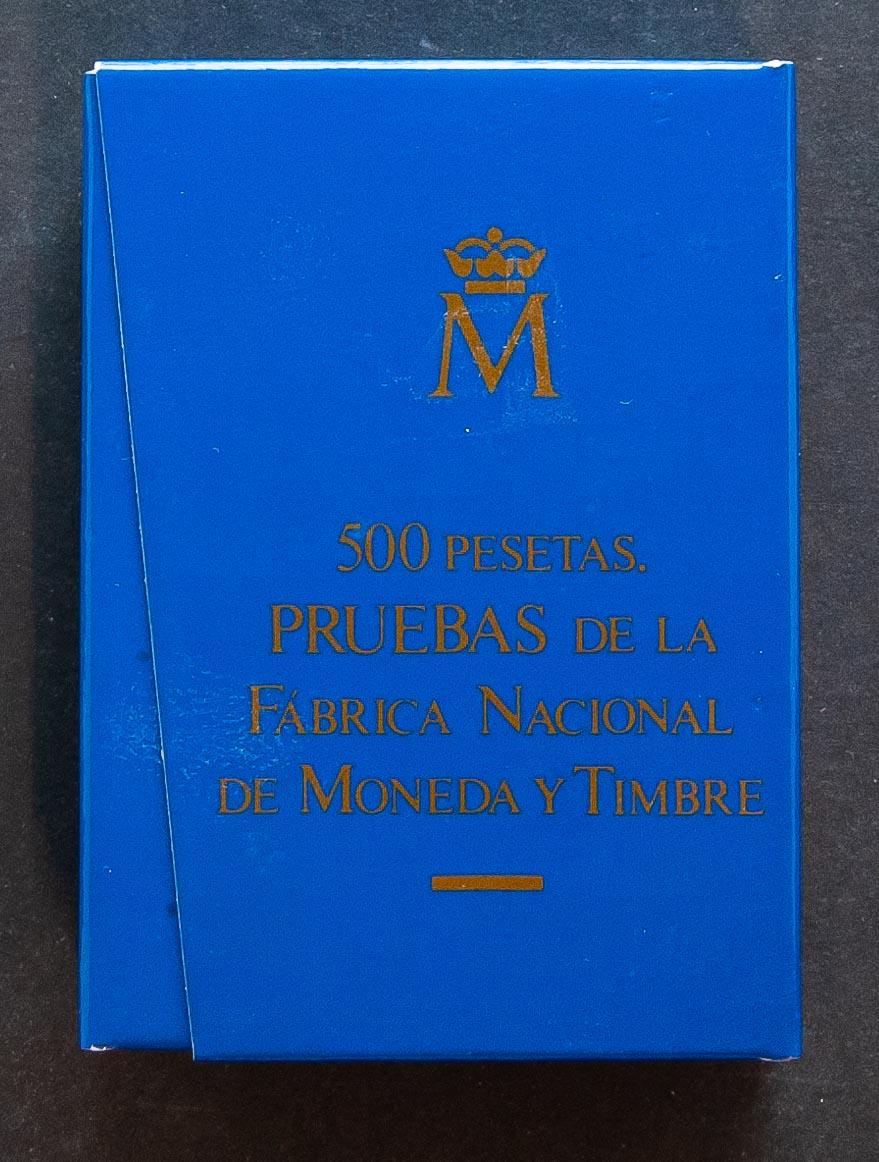 M
500 PESETAS.
PRUEBAS DE LA
FÁBRICA NACIONAL
DE MONEDA Y TIMBRE